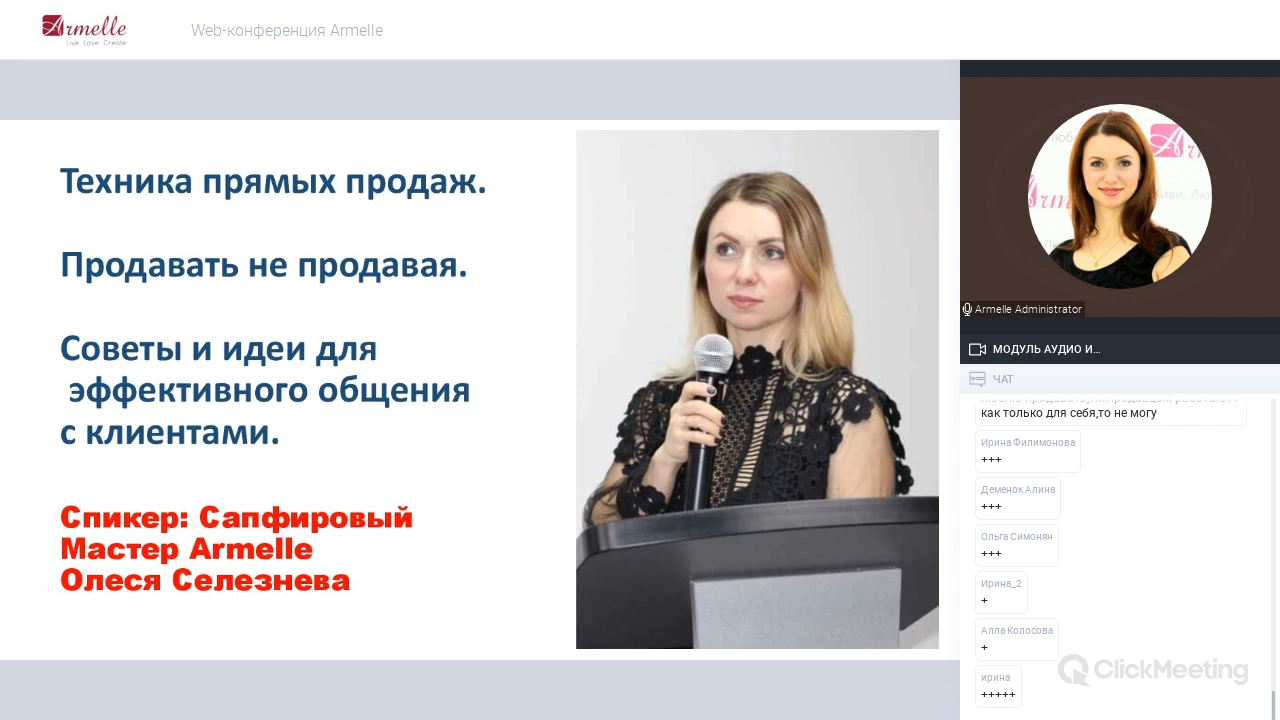 Armelle
Live Love Create
Web-конференция Armelle
Техника прямых продаж.
Продавать не продавая.
Советы и идеи для
эффективного общения
с клиентами.
Спикер: Сапфировый
Мастер Armelle
Олеся Селезнева
Armelle Administrator
МОДУЛЬ АУДИО И...
ЧАТ
как только для себя,то не могу
Ирина Филимонова
+++
Деменок Алина
+++
Ольга Симонян
+++
Ирина_2
+
Алла Колосова
+
ирина
+++++
ClickMeeting